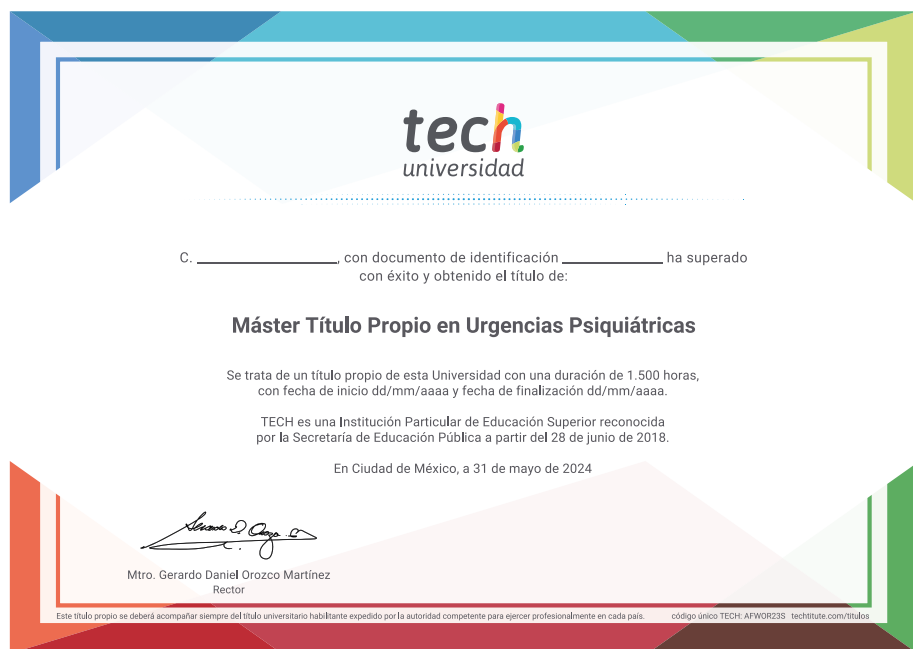 tech
universidad
C. ____________, con documento de identificación ____________ ha superado
con éxito y obtenido el título de:
Máster Título Propio en Urgencias Psiquiátricas
Se trata de un título propio de esta Universidad con una duración de 1.500 horas,
con fecha de inicio dd/mm/aaaa y fecha de finalización dd/mm/aaaa.
TECH es una Institución Particular de Educación Superior reconocida
por la Secretaría de Educación Pública a partir del 28 de junio de 2018.
En Ciudad de México, a 31 de mayo de 2024
Mtro. Gerardo Daniel Orozco Martínez
Rector
Este título propio se deberá acompañar siempre del título universitario habilitante expedido por la autoridad competente para ejercer profesionalmente en cada país. código único TECH: AFWOR23S techtitute.com/titulos